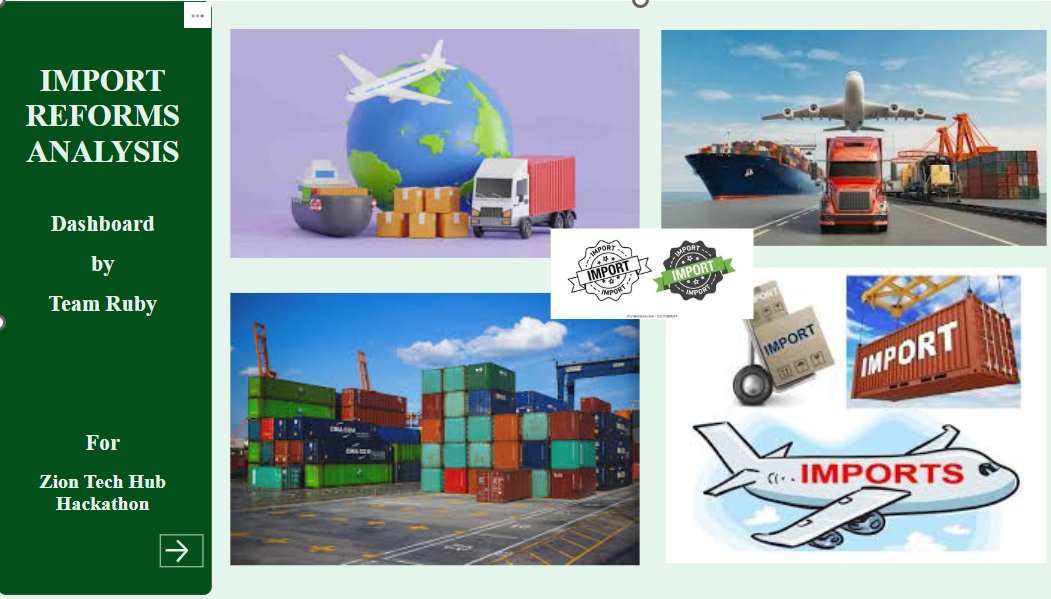 IMPORT
REFORMS
ANALYSIS
Dashboard
by
Team Ruby
For
Zion Tech Hub
Hackathon
IMPORT
IMPORT
IMPORT
IMPORT
IMPORT
IMPORT
IMPORT
IMPORT
IMPORTS